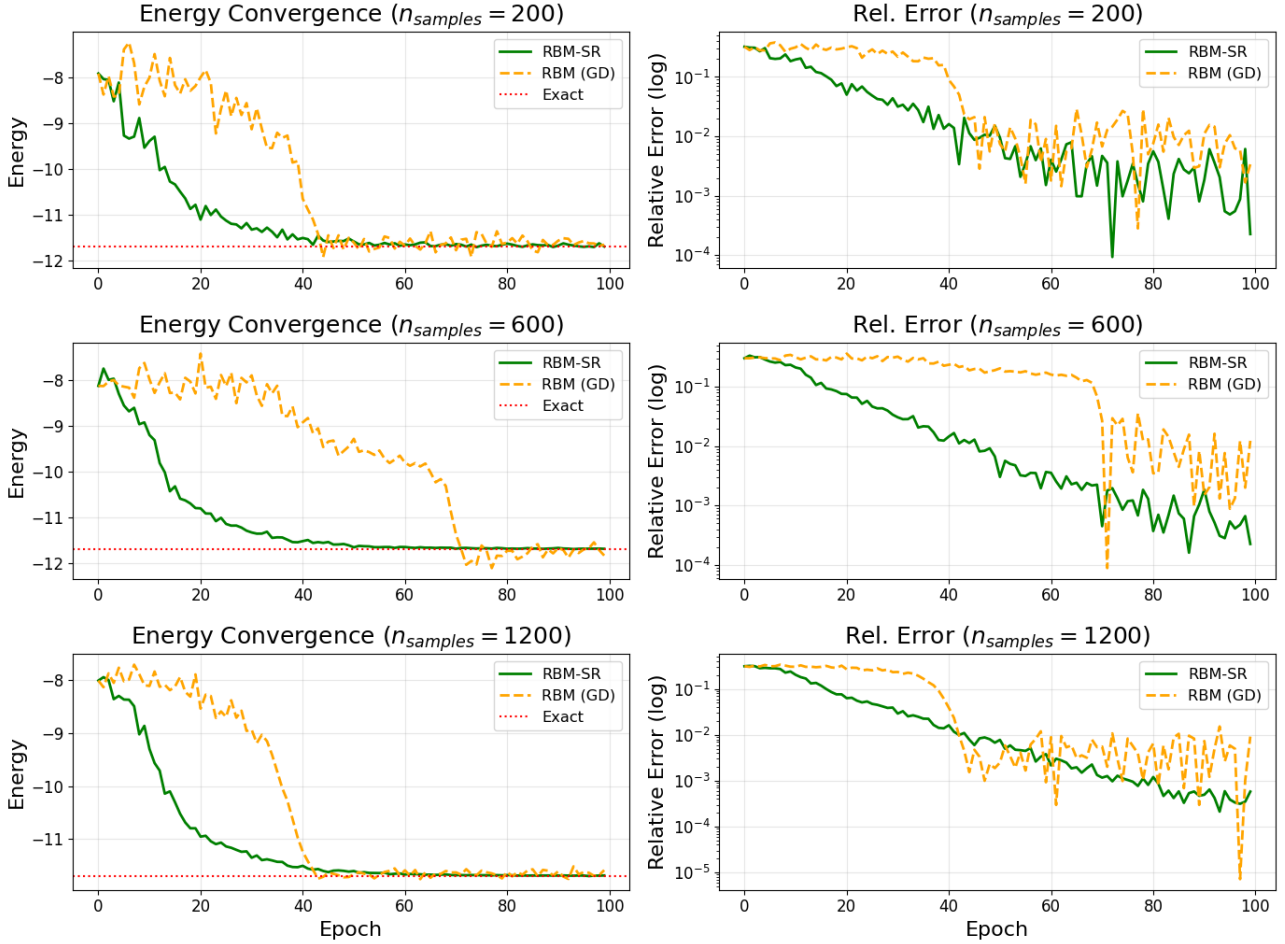 Energy Convergence (n_samples = 200)
Energy
−8
−9
−10
−11
−12
0 20 40 60 80 100
RBM-SR
RBM (GD)
Exact
Rel. Error (n_samples = 200)
Relative Error (log)
10⁻¹
10⁻²
10⁻³
10⁻⁴
0 20 40 60 80 100
RBM-SR
RBM (GD)
Energy Convergence (n_samples = 600)
Energy
−8
−9
−10
−11
−12
0 20 40 60 80 100
RBM-SR
RBM (GD)
Exact
Rel. Error (n_samples = 600)
Relative Error (log)
10⁻¹
10⁻²
10⁻³
10⁻⁴
0 20 40 60 80 100
RBM-SR
RBM (GD)
Energy Convergence (n_samples = 1200)
Energy
−8
−9
−10
−11
0 20 40 60 80 100
Epoch
RBM-SR
RBM (GD)
Exact
Rel. Error (n_samples = 1200)
Relative Error (log)
10⁻¹
10⁻²
10⁻³
10⁻⁴
10⁻⁵
0 20 40 60 80 100
Epoch
RBM-SR
RBM (GD)